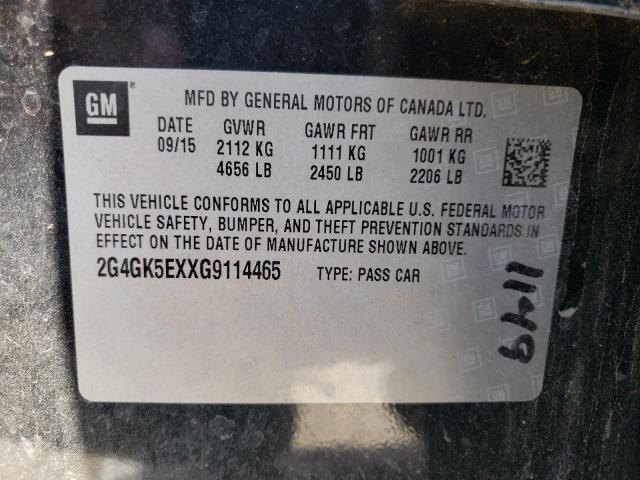 GM
MFD BY GENERAL MOTORS OF CANADA LTD.
DATE GVWR GAWR FRT GAWR RR
09/15 2112 KG 1111 KG 1001 KG
4656 LB 2450 LB 2206 LB
THIS VEHICLE CONFORMS TO ALL APPLICABLE U.S. FEDERAL MOTOR
VEHICLE SAFETY, BUMPER, AND THEFT PREVENTION STANDARDS IN
EFFECT ON THE DATE OF MANUFACTURE SHOWN ABOVE.
2G4GK5EXXG9114465 TYPE: PASS CAR